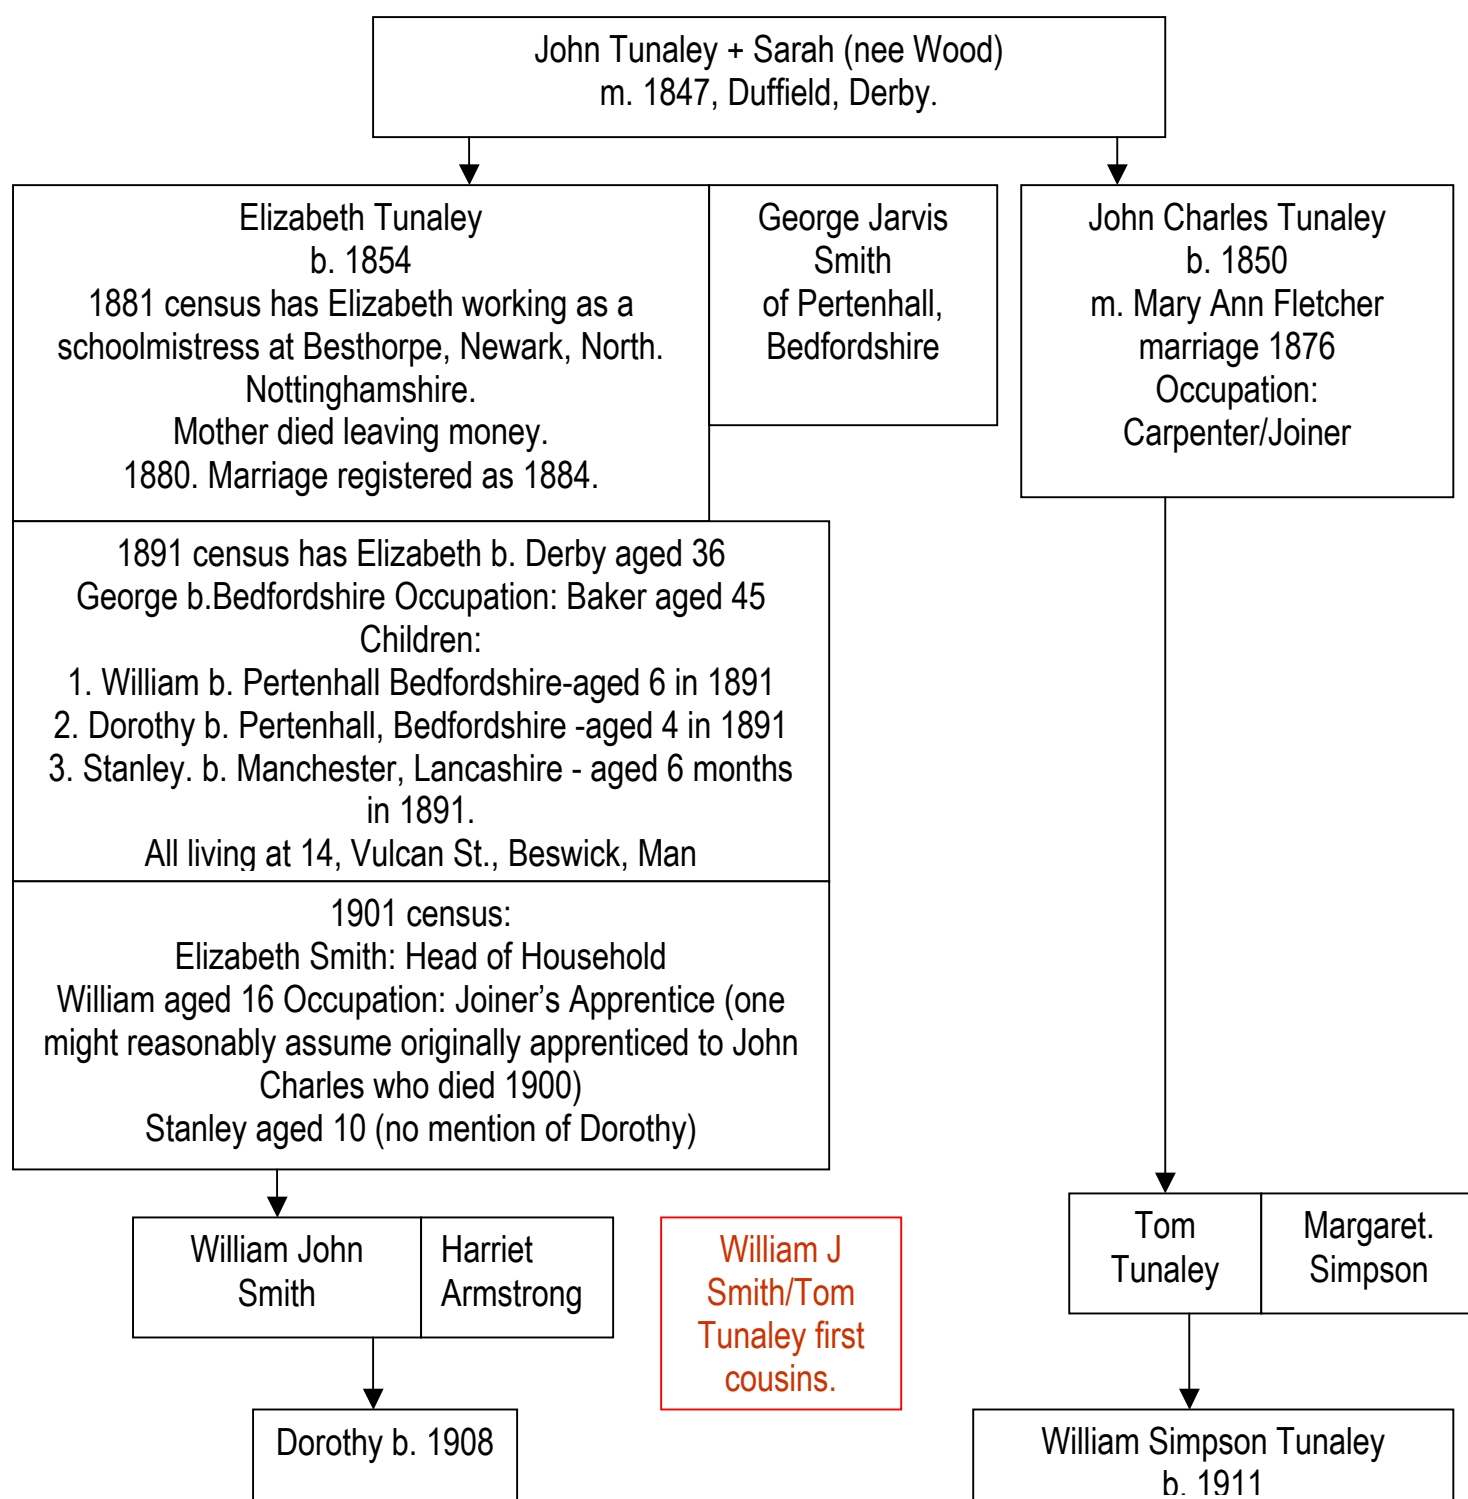 John Tunaley + Sarah (nee Wood)
m. 1847, Duffield, Derby.
Elizabeth Tunaley
b. 1854
1881 census has Elizabeth working as a
schoolmistress at Besthorpe, Newark, North.
Nottinghamshire.
Mother died leaving money.
1880. Marriage registered as 1884.
George Jarvis
Smith
of Pertenhall,
Bedfordshire
John Charles Tunaley
b. 1850
m. Mary Ann Fletcher
marriage 1876
Occupation:
Carpenter/Joiner
1891 census has Elizabeth b. Derby aged 36
George b.Bedfordshire Occupation: Baker aged 45
Children:
1. William b. Pertenhall Bedfordshire-aged 6 in 1891
2. Dorothy b. Pertenhall, Bedfordshire -aged 4 in 1891
3. Stanley. b. Manchester, Lancashire - aged 6 months
in 1891.
All living at 14, Vulcan St., Beswick, Man
1901 census:
Elizabeth Smith: Head of Household
William aged 16 Occupation: Joiner’s Apprentice (one
might reasonably assume originally apprenticed to John
Charles who died 1900)
Stanley aged 10 (no mention of Dorothy)
William John
Smith
Harriet
Armstrong
William J
Smith/Tom
Tunaley first
cousins.
Tom
Tunaley
Margaret.
Simpson
Dorothy b. 1908
William Simpson Tunaley
b. 1911